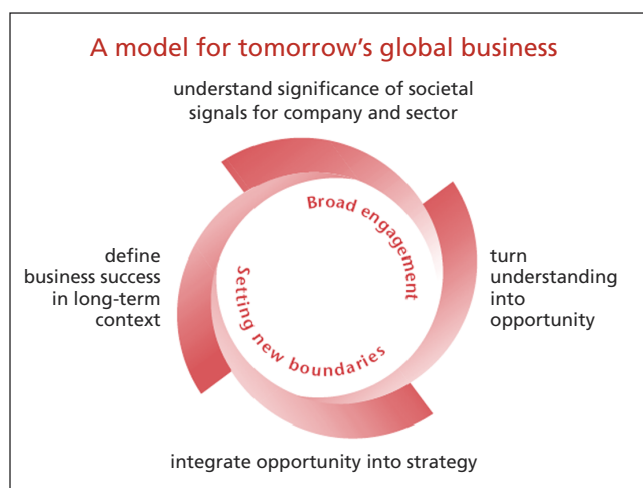 A model for tomorrow's global business
understand significance of societal
signals for company and sector
Broad engagement
turn
understanding
into
opportunity
Setting new boundaries
define
business success
in long-term
context
integrate opportunity into strategy